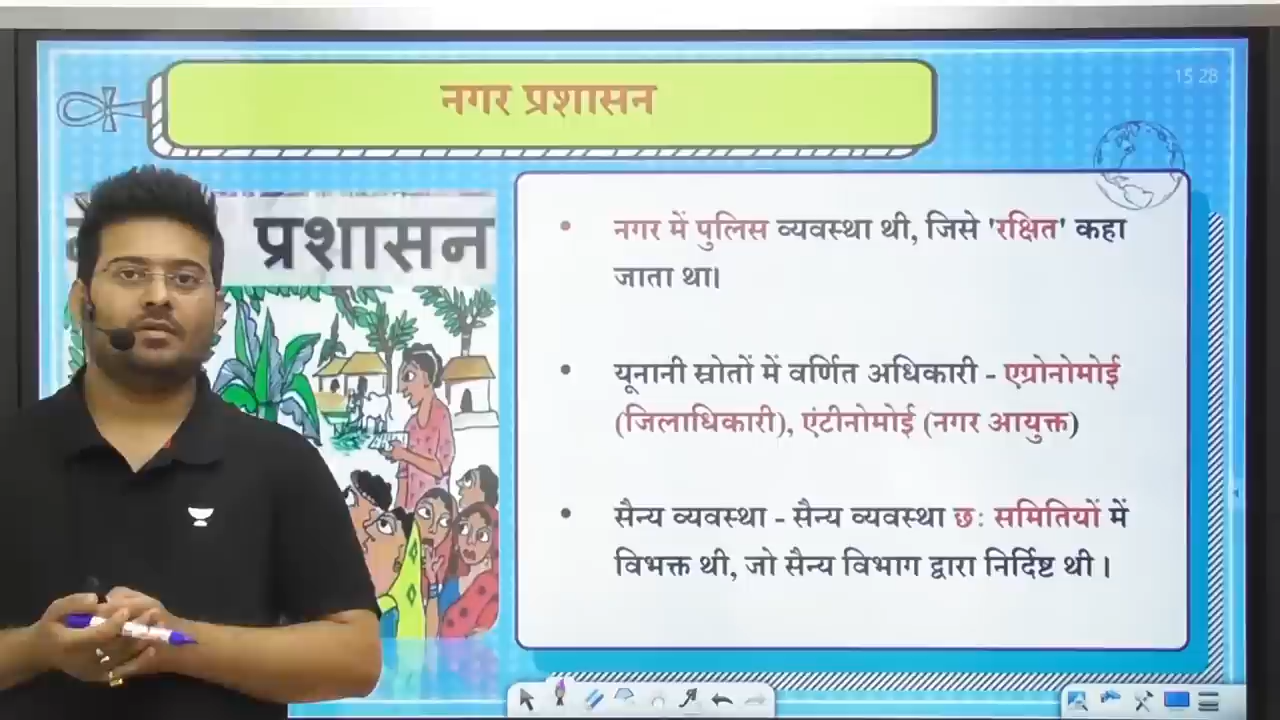 नगर प्रशासन
15 28
प्रशासन
• नगर में पुलिस व्यवस्था थी, जिसे 'रक्षित' कहा
जाता था।
• यूनानी स्रोतों में वर्णित अधिकारी - एग्रोनोमोई
(जिलाधिकारी), एंटीनोमोई (नगर आयुक्त)
• सैन्य व्यवस्था - सैन्य व्यवस्था छः समितियों में
विभक्त थी, जो सैन्य विभाग द्वारा निर्दिष्ट थी ।